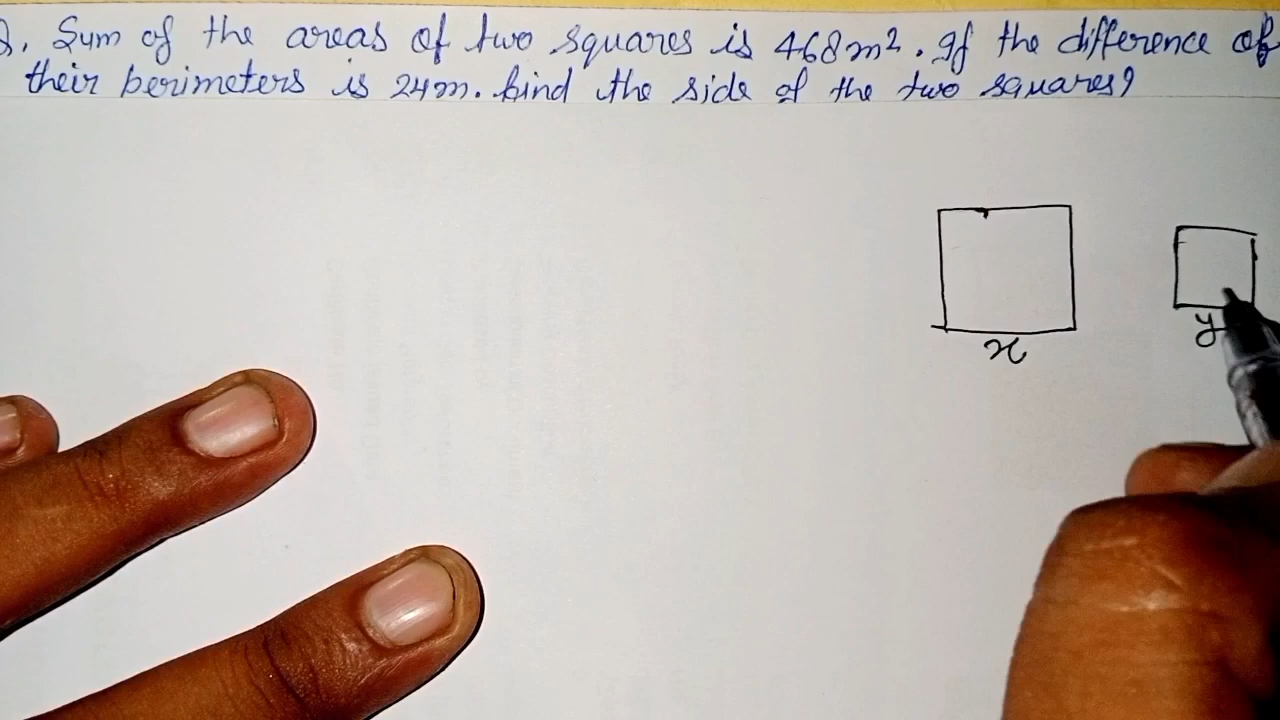 Q. Sum of the areas of two squares is 468m². If the difference of
their perimeters is 24m. find the side of the two squares?
x
y